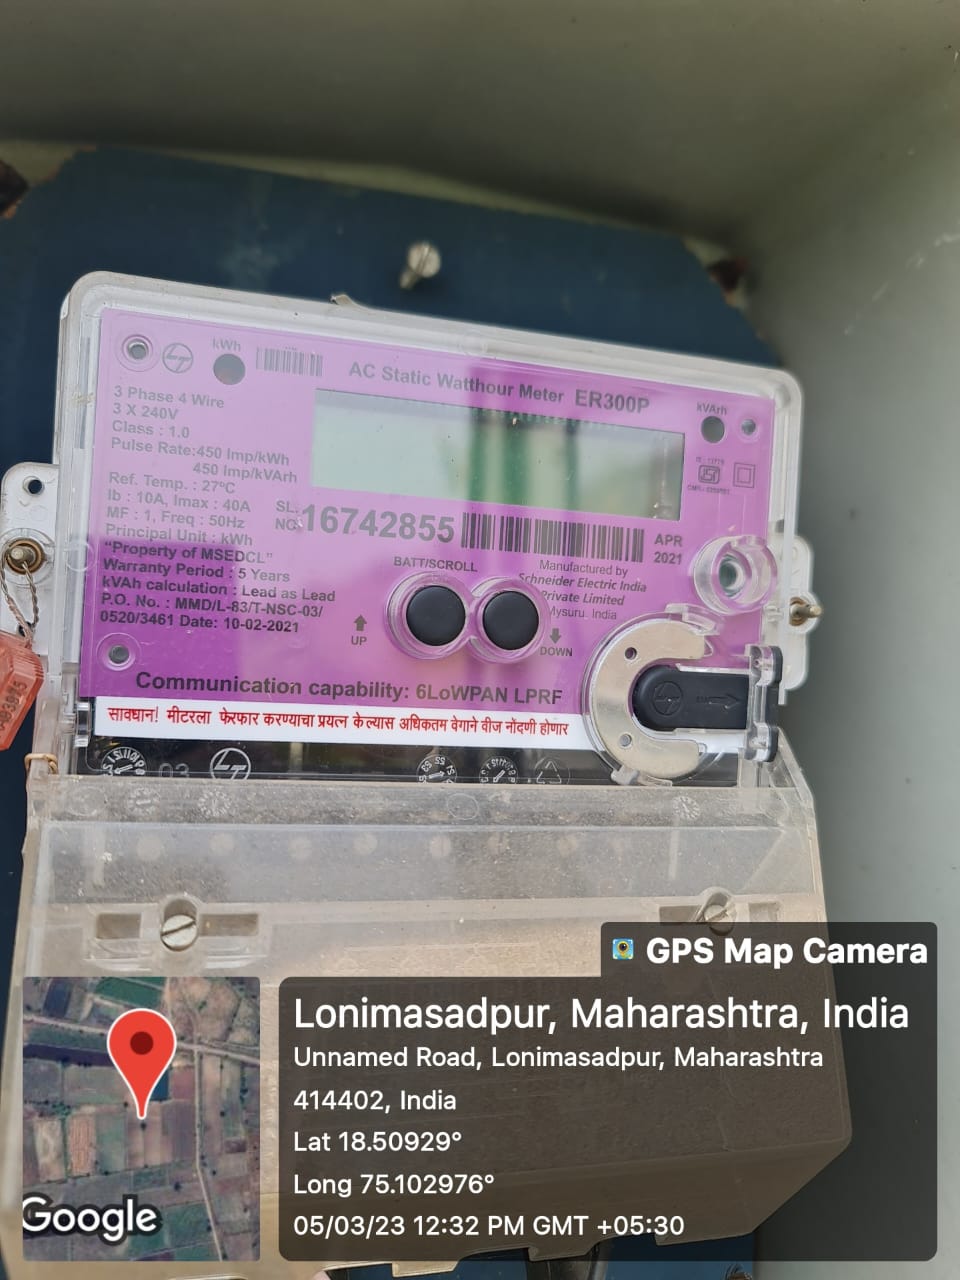 kWh
AC Static Watthour Meter ER300P
kVArh
3 Phase 4 Wire
3 X 240V
Class : 1.0
Pulse Rate:450 Imp/kWh
450 Imp/kVArh
Ref. Temp. : 27°C
Ib : 10A, Imax : 40A
MF : 1, Freq : 50Hz
Principal Unit : kWh
"Property of MSEDCL"
Warranty Period : 5 Years
kVAh calculation : Lead as Lead
P.O. No. : MMD/L-83/T-NSC-03/
0520/3461 Date: 10-02-2021
SL.
NO.
16742855
APR
2021
BATT/SCROLL
Manufactured by
Schneider Electric India
Private Limited
Mysuru. India
UP
DOWN
Communication capability: 6LoWPAN LPRF
सावधान! मीटरला फेरफार करण्याचा प्रयत्न केल्यास अधिकतम वेगाने वीज नोंदणी होणार
03
GPS Map Camera
Lonimasadpur, Maharashtra, India
Unnamed Road, Lonimasadpur, Maharashtra
414402, India
Lat 18.50929°
Long 75.102976°
05/03/23 12:32 PM GMT +05:30
Google